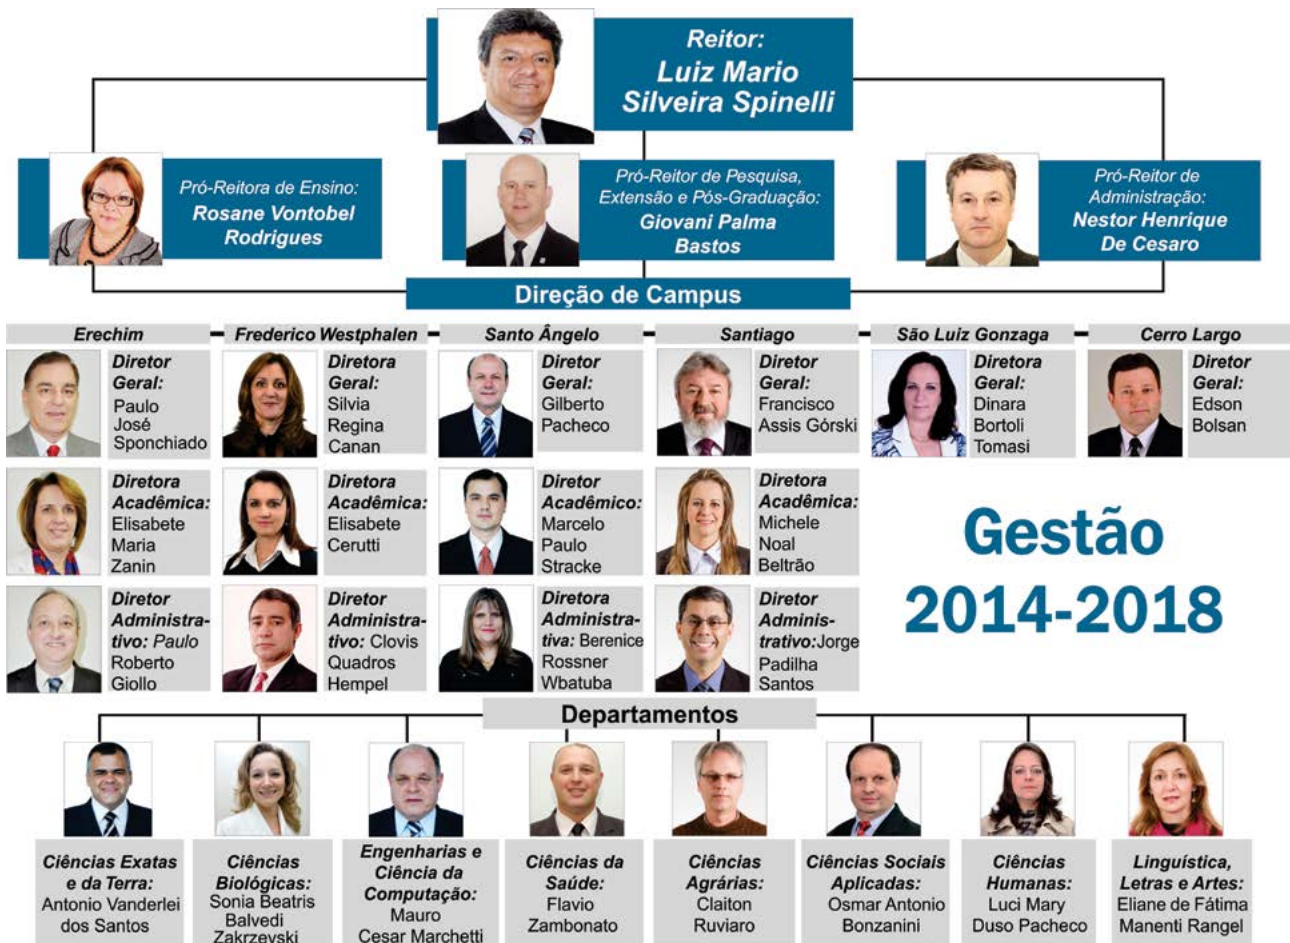 Reitor:
Luiz Mario
Silveira Spinelli
Pró-Reitora de Ensino:
Rosane Vontobel
Rodrigues
Pró-Reitor de Pesquisa,
Extensão e Pós-Graduação:
Giovani Palma
Bastos
Pró-Reitor de
Administração:
Nestor Henrique
De Cesaro
Direção de Campus
Erechim
Frederico Westphalen
Santo Ângelo
Santiago
São Luiz Gonzaga
Cerro Largo
Diretor
Geral:
Paulo
José
Sponchiado
Diretora
Geral:
Silvia
Regina
Canan
Diretor
Geral:
Gilberto
Pacheco
Diretor
Geral:
Francisco
Assis Górski
Diretora
Geral:
Dinara
Bortoli
Tomasi
Diretor
Geral:
Edson
Bolsan
Diretora
Acadêmica:
Elisabete
Maria
Zanin
Diretora
Acadêmica:
Elisabete
Cerutti
Diretor
Acadêmico:
Marcelo
Paulo
Stracke
Diretora
Acadêmica:
Michele
Noal
Beltrão
Gestão
2014-2018
Diretor
Administra-
tivo: Paulo
Roberto
Giollo
Diretor
Administra-
tivo: Clovis
Quadros
Hempel
Diretora
Administra-
tiva: Berenice
Rossner
Wbatuba
Diretor
Adminis-
trativo:Jorge
Padilha
Santos
Departamentos
Ciências Exatas
e da Terra:
Antonio Vanderlei
dos Santos
Ciências
Biológicas:
Sonia Beatris
Balvedi
Zakrzevski
Engenharias e
Ciência da
Computação:
Mauro
Cesar Marchetti
Ciências da
Saúde:
Flavio
Zambonato
Ciências
Agrárias:
Claiton
Ruviaro
Ciências Sociais
Aplicadas:
Osmar Antonio
Bonzanini
Ciências
Humanas:
Luci Mary
Duso Pacheco
Linguística,
Letras e Artes:
Eliane de Fátima
Manenti Rangel